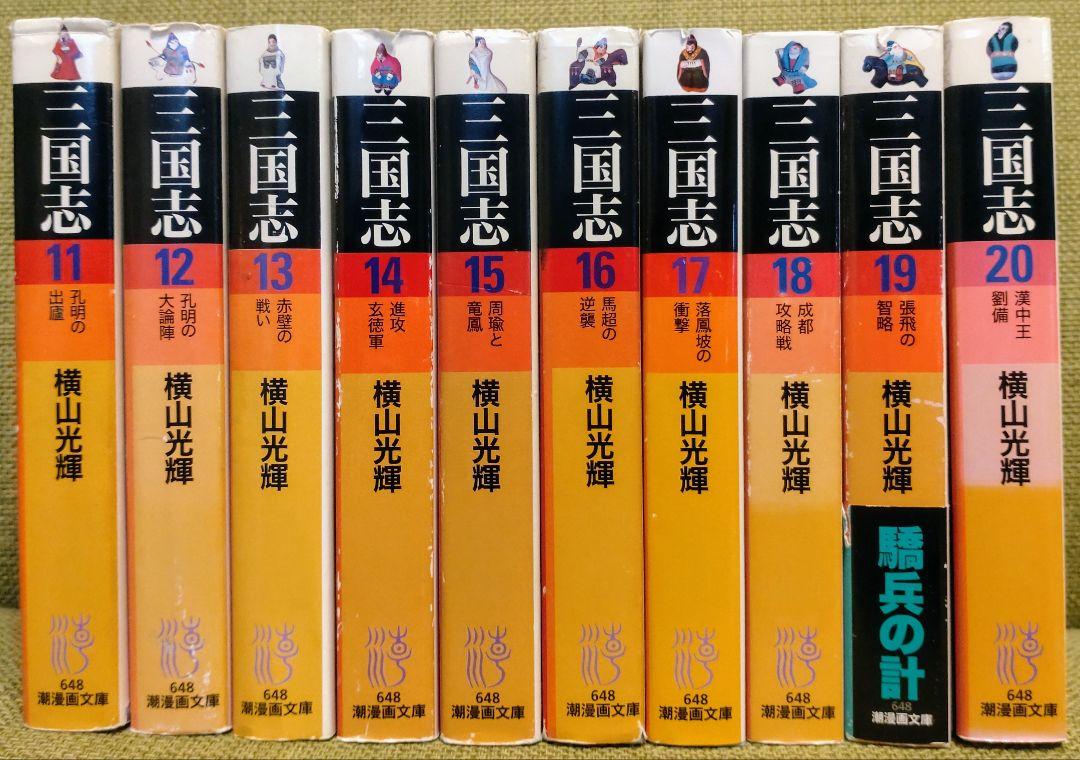 三国志
11
孔明の
出廬
横山光輝
648
潮漫画文庫
三国志
12
孔明の
大論陣
横山光輝
648
潮漫画文庫
三国志
13
赤壁の
戦い
横山光輝
648
潮漫画文庫
三国志
14
進攻
玄徳軍
横山光輝
648
潮漫画文庫
三国志
15
周瑜と
竜鳳
横山光輝
648
潮漫画文庫
三国志
16
馬超の
逆襲
横山光輝
648
潮漫画文庫
三国志
17
落鳳坡の
衝撃
横山光輝
648
潮漫画文庫
三国志
18
成都
攻略戦
横山光輝
648
潮漫画文庫
三国志
19
張飛の
智略
横山光輝
驕兵の計
648
潮漫画文庫
三国志
20
漢中王
劉備
横山光輝
648
潮漫画文庫